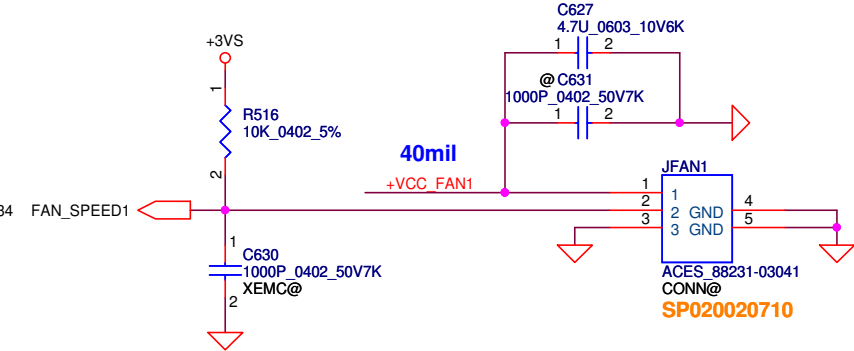 C627
4.7U_0603_10V6K
1 2
+3VS
@ C631
1000P_0402_50V7K
1 2
1
R516
10K_0402_5%
2
40mil
+VCC_FAN1
JFAN1
1 1
34 FAN_SPEED1
2 2 GND 4
3 3 GND 5
1
C630
1000P_0402_50V7K
XEMC@
2
ACES_88231-03041
CONN@
SP020020710